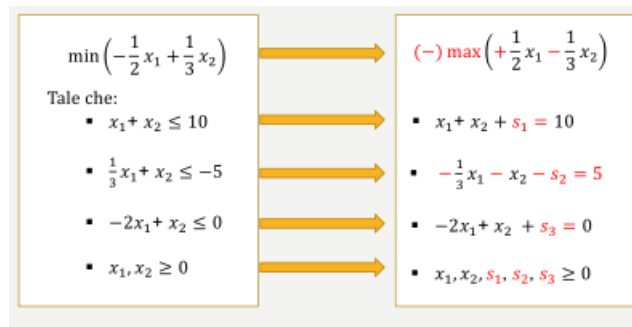 min(−1/2 x₁ + 1/3 x₂)
(−) max(+1/2 x₁ − 1/3 x₂)
Tale che:
▪ x₁+ x₂ ≤ 10
▪ x₁+ x₂ + s₁ = 10
▪ 1/3 x₁+ x₂ ≤ −5
▪ −1/3 x₁ − x₂ − s₂ = 5
▪ −2x₁+ x₂ ≤ 0
▪ −2x₁+ x₂ + s₃ = 0
▪ x₁, x₂ ≥ 0
▪ x₁, x₂, s₁, s₂, s₃ ≥ 0